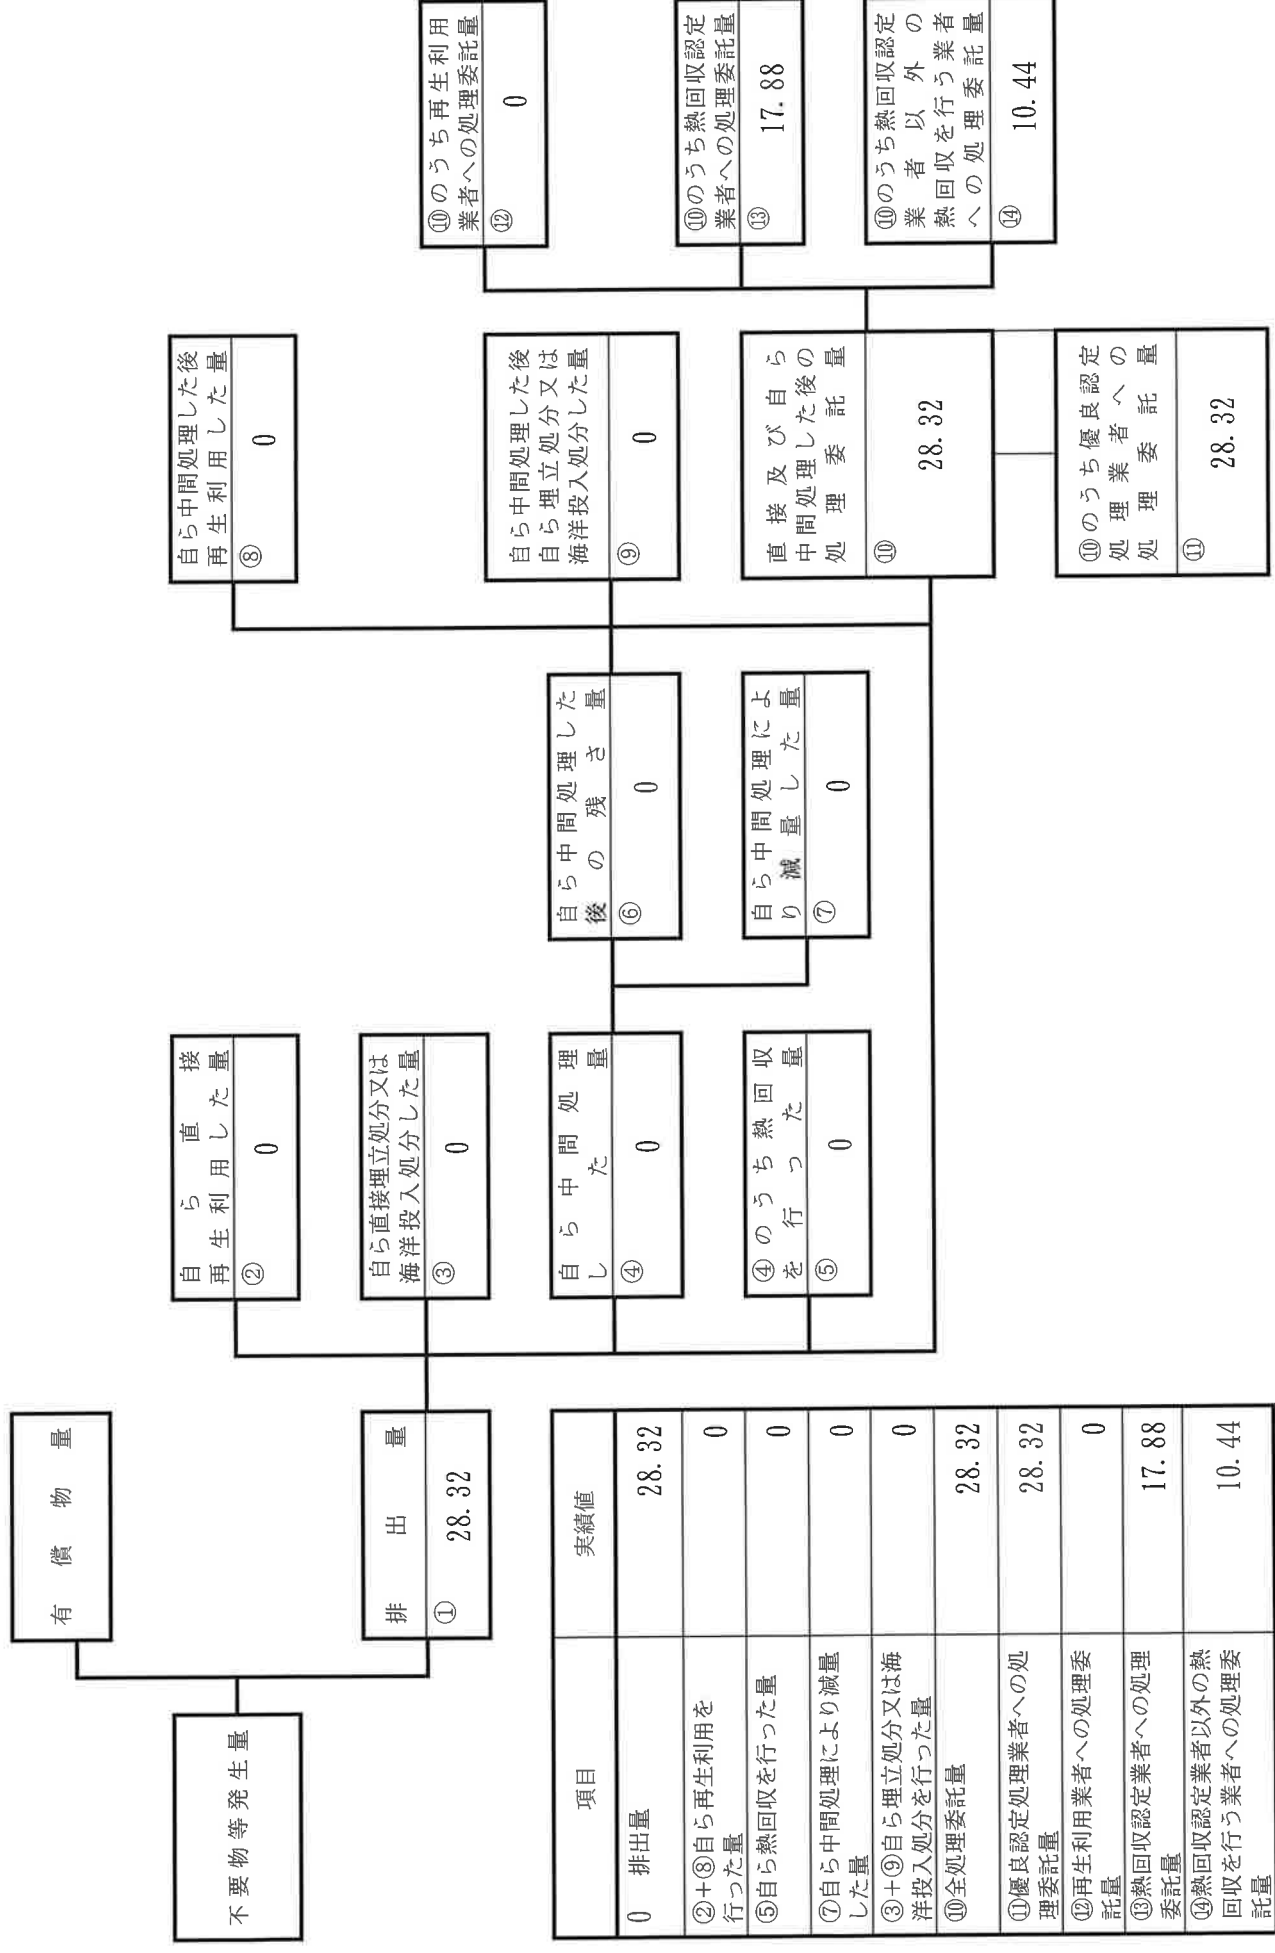 不要物等発生量
有償物量
排出量
①
28.32
自ら直接
再生利用した量
②
0
自ら直接埋立処分又は
海洋投入処分した量
③
0
自ら中間処理
した量
④
0
④のうち熱回収
を行った量
⑤
0
自ら中間処理した
後の残さ量
⑥
0
自ら中間処理によ
り減量した量
⑦
0
自ら中間処理した後
再生利用した量
⑧
0
自ら中間処理した後
自ら埋立処分又は
海洋投入処分した量
⑨
0
直接及び自ら
中間処理した後の
処理委託量
⑩
28.32
⑩のうち優良認定
処理業者への
処理委託量
⑪
28.32
⑩のうち再生利用
業者への処理委託量
⑫
0
⑩のうち熱回収認定
業者への処理委託量
⑬
17.88
⑩のうち熱回収認定
業者以外の
熱回収を行う業者
への処理委託量
⑭
10.44
項目 実績値
0 排出量 28.32
②+⑧自ら再生利用を
行った量 0
⑤自ら熱回収を行った量 0
⑦自ら中間処理により減量
した量 0
③+⑨自ら埋立処分又は海
洋投入処分を行った量 0
⑩全処理委託量 28.32
⑪優良認定処理業者への処
理委託量 28.32
⑫再生利用業者への処理委
託量 0
⑬熱回収認定業者への処理
委託量 17.88
⑭熱回収認定業者以外の熱
回収を行う業者への処理委
託量 10.44